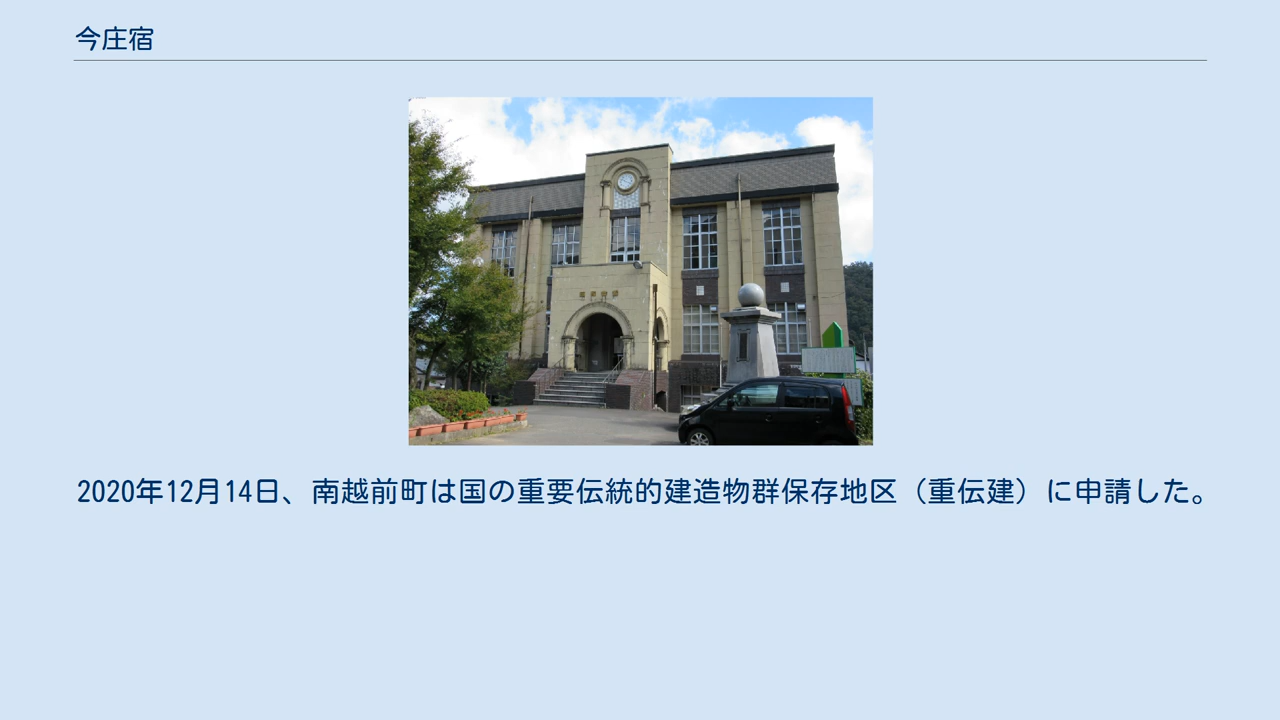 今庄宿
2020年12月14日、南越前町は国の重要伝統的建造物群保存地区（重伝建）に申請した。